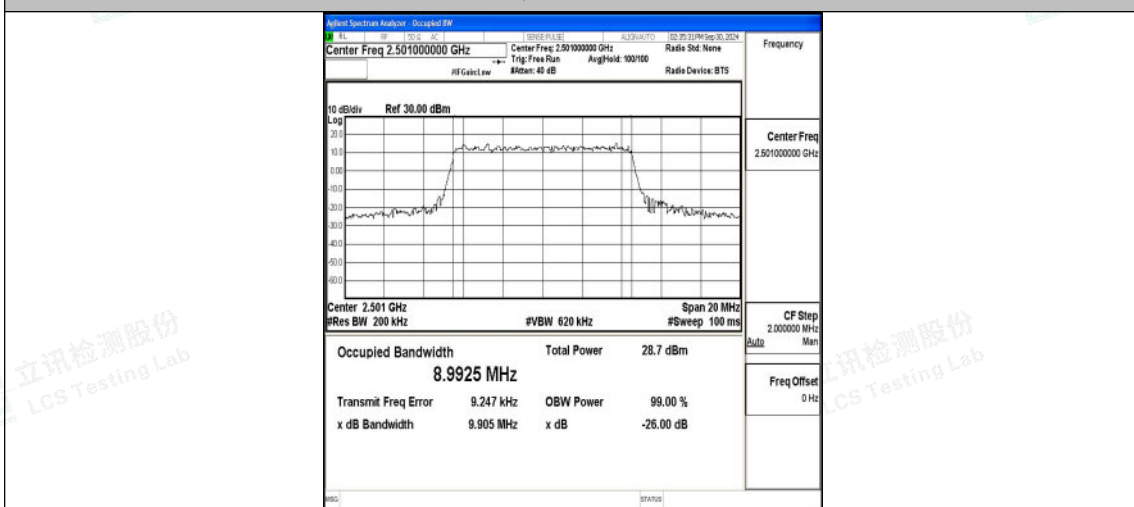 Agilent Spectrum Analyzer - Occupied BW
RL RF 50 Ω AC SENSE:PULSE ALIGNAUTO 02:35:31 PM Sep 30, 2024
Center Freq 2.501000000 GHz
Center Freq: 2.501000000 GHz
Radio Std: None
Trig: Free Run Avg|Hold: 100/100
#IFGain:Low
#Atten: 40 dB
Radio Device: BTS
Frequency
10 dB/div Ref 30.00 dBm
Log
20.0
10.0
0.00
-10.0
-20.0
-30.0
-40.0
-50.0
-60.0
Center Freq
2.501000000 GHz
Center 2.501 GHz
Span 20 MHz
#Res BW 200 kHz
#VBW 620 kHz
#Sweep 100 ms
CF Step
2.000000 MHz
Auto Man
Occupied Bandwidth
Total Power 28.7 dBm
8.9925 MHz
Transmit Freq Error 9.247 kHz
OBW Power 99.00 %
x dB Bandwidth 9.905 MHz
x dB -26.00 dB
Freq Offset
0 Hz
MSG
STATUS
立讯检测股份
LCS Testing Lab
立讯检测股份
LCS Testing Lab